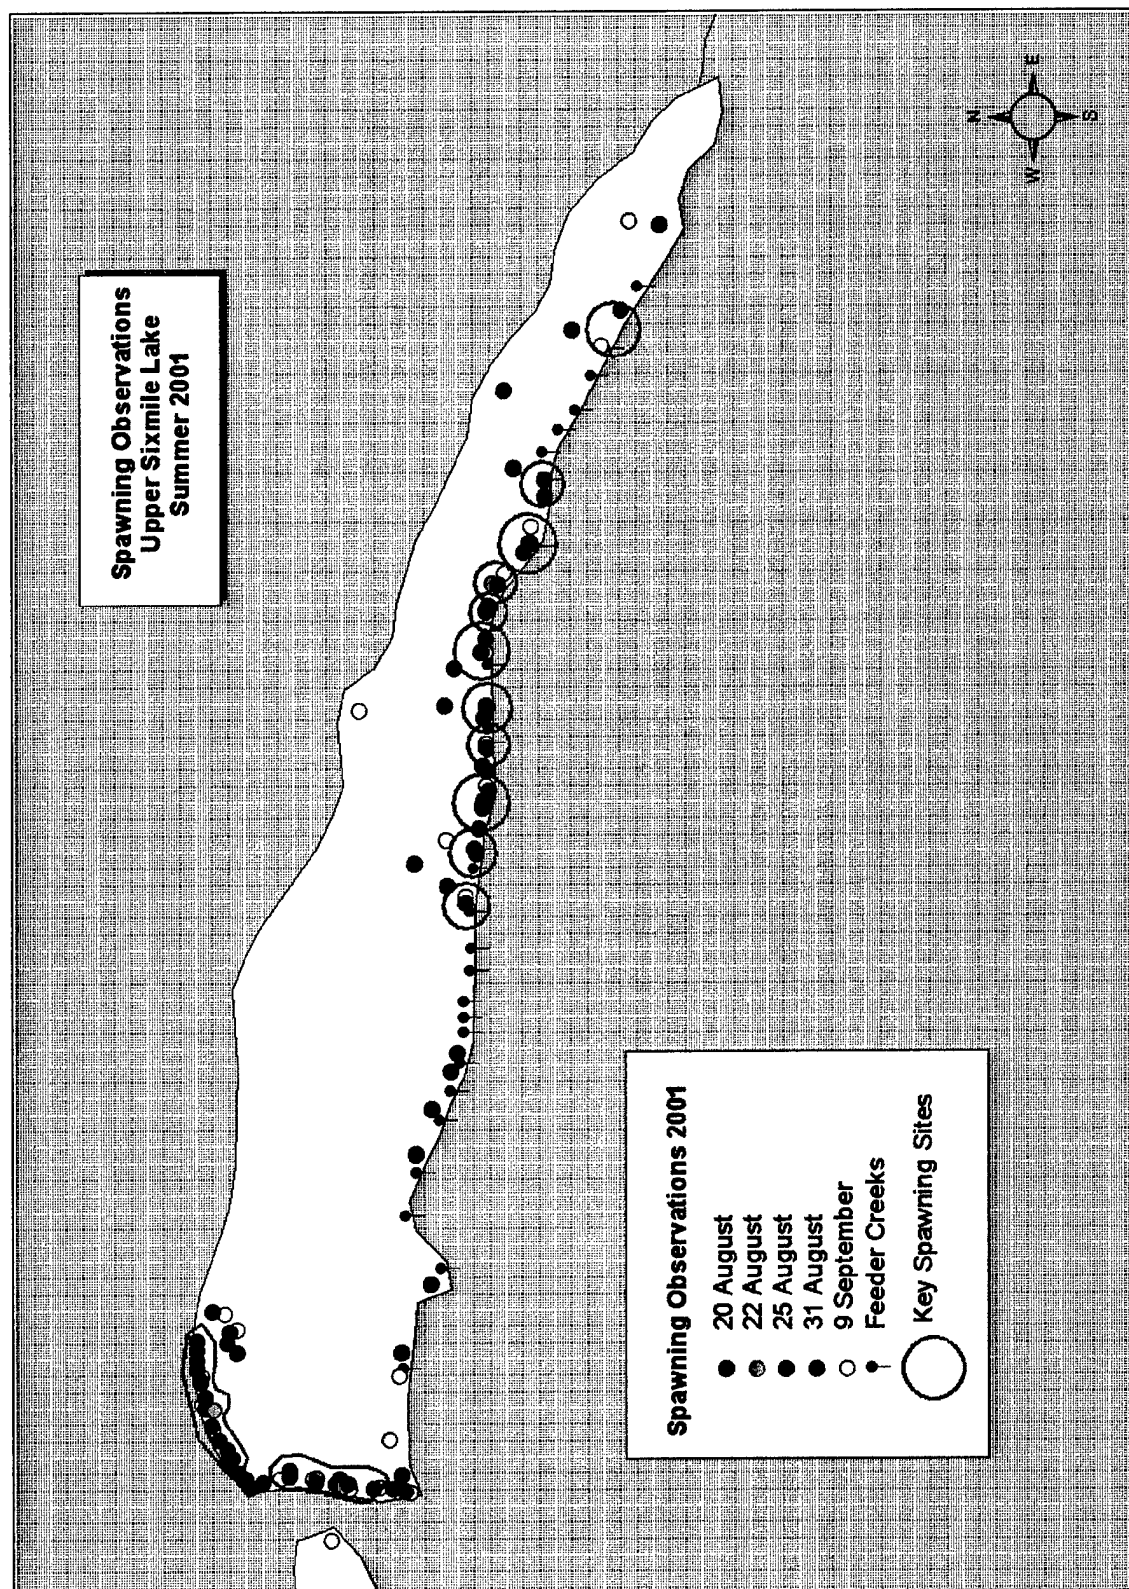 Spawning Observations
Upper Sixmile Lake
Summer 2001
N
E
W
S
Spawning Observations 2001
20 August
22 August
25 August
31 August
9 September
Feeder Creeks
Key Spawning Sites